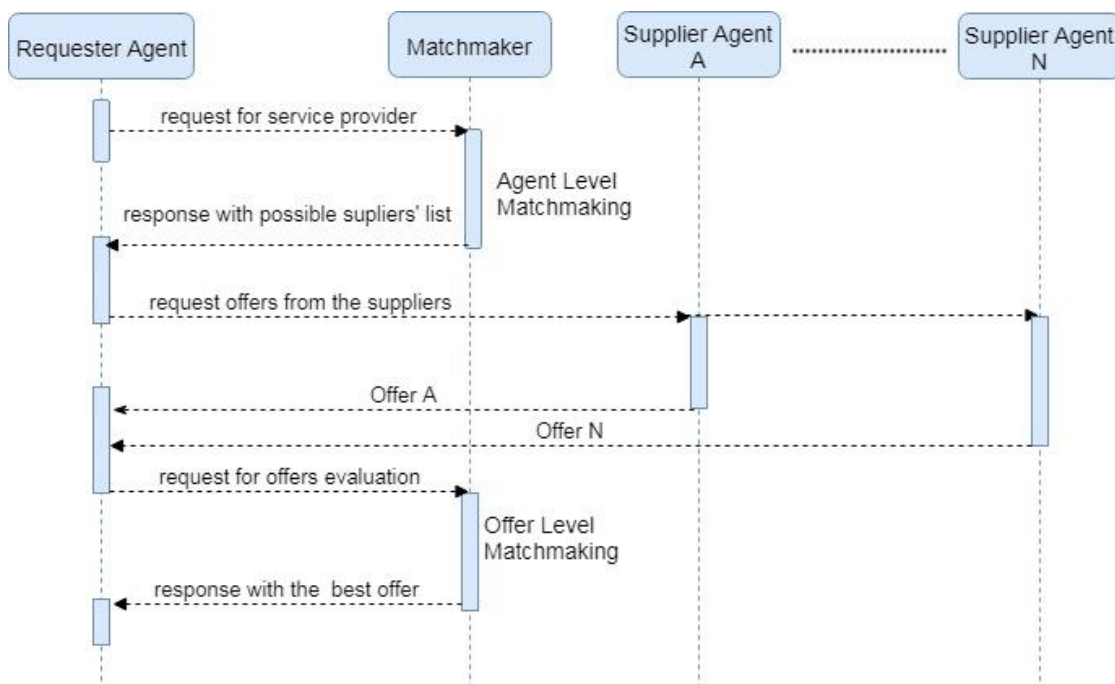 Requester Agent
Matchmaker
Supplier Agent
A
Supplier Agent
N
request for service provider
Agent Level
Matchmaking
response with possible supliers' list
request offers from the suppliers
Offer A
Offer N
request for offers evaluation
Offer Level
Matchmaking
response with the best offer